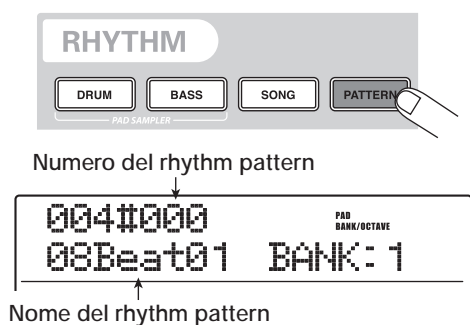 RHYTHM
DRUM BASS SONG PATTERN
PAD SAMPLER
Numero del rhythm pattern
004#000 PAD
BANK/OCTAVE
08Beat01 BANK:1
Nome del rhythm pattern